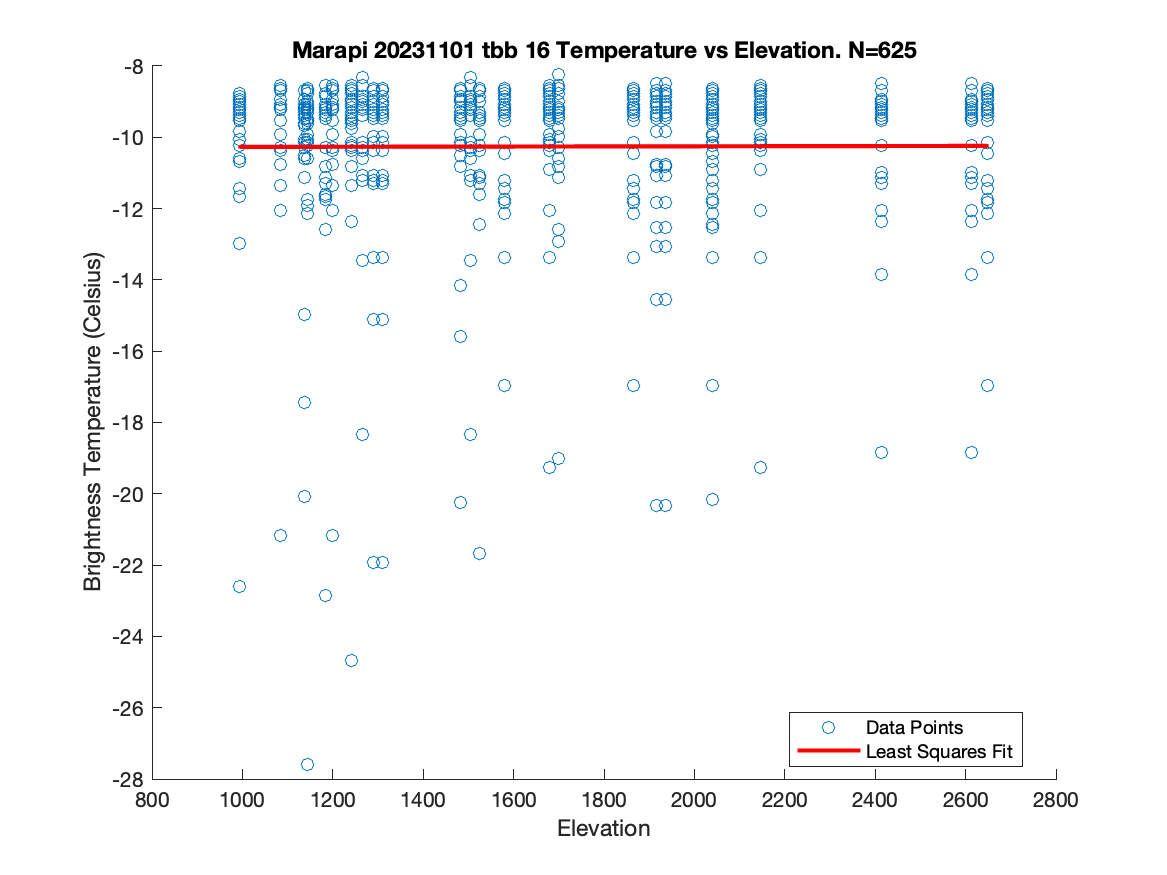 Marapi 20231101 tbb 16 Temperature vs Elevation. N=625
-8
-10
-12
-14
-16
-18
-20
-22
-24
-26
-28
Brightness Temperature (Celsius)
Data Points
Least Squares Fit
800 1000 1200 1400 1600 1800 2000 2200 2400 2600 2800
Elevation